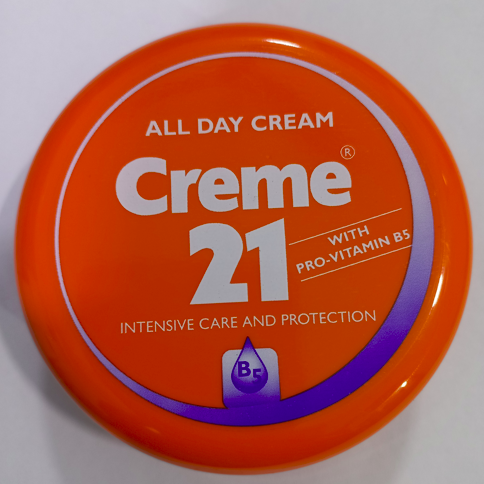 ALL DAY CREAM
Creme®
21
WITH
PRO-VITAMIN B5
INTENSIVE CARE AND PROTECTION
B5